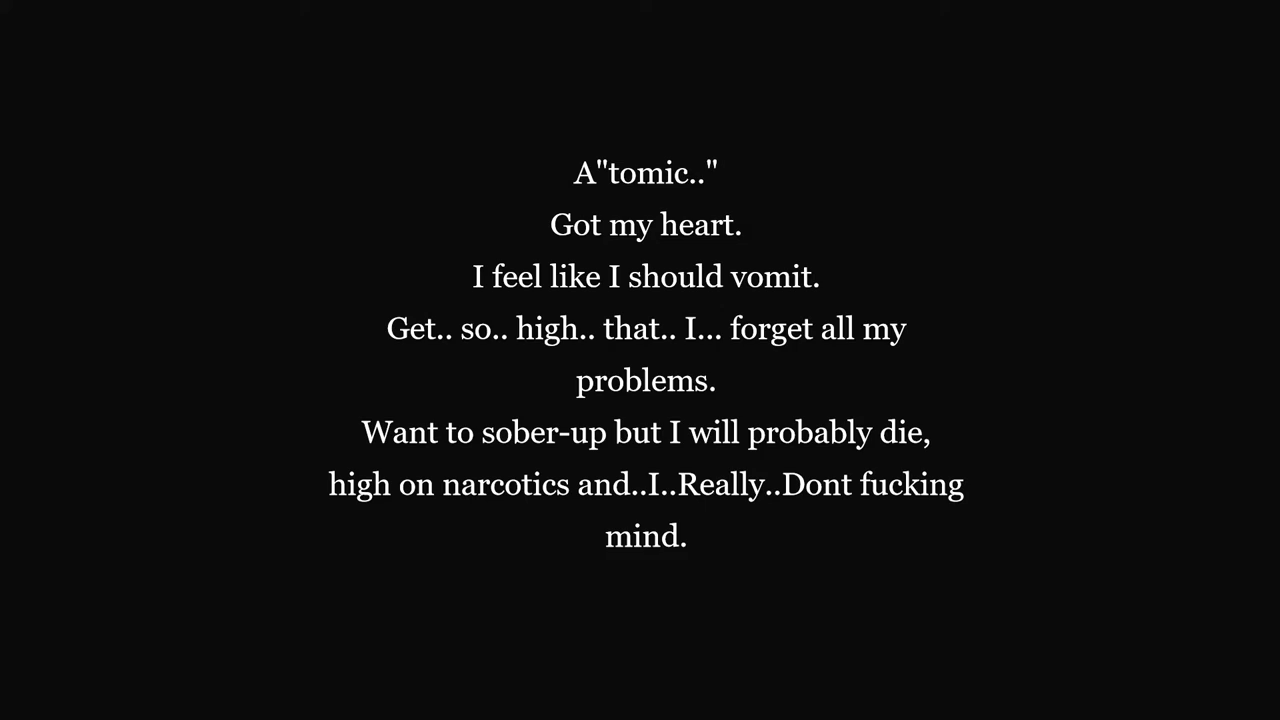 A"tomic.."
Got my heart.
I feel like I should vomit.
Get.. so.. high.. that.. I... forget all my
problems.
Want to sober-up but I will probably die,
high on narcotics and..I..Really..Dont fucking
mind.